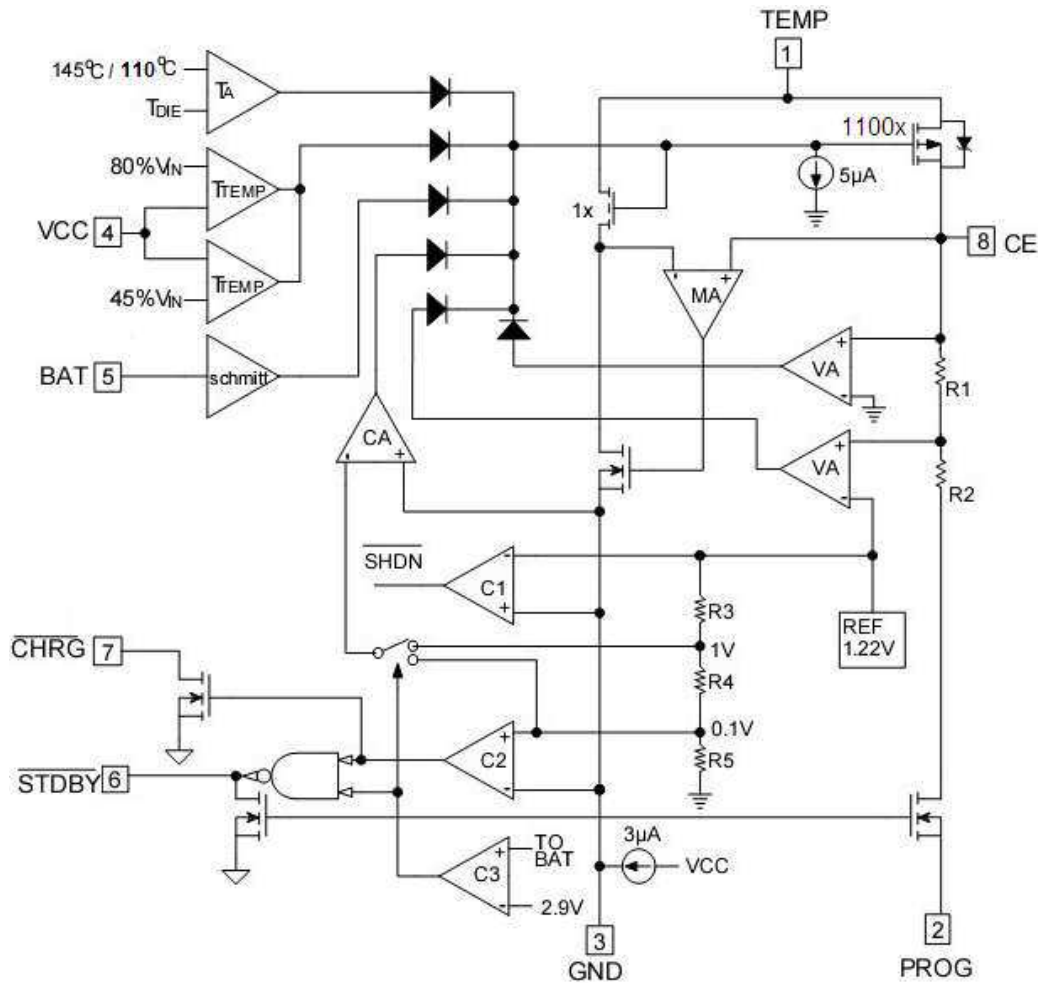 TEMP
1
145°C / 110°C
TA
TDIE
1100x
80%VIN
TTEMP
5μA
1x
VCC 4
8 CE
TTEMP
MA
45%VIN
+
-
BAT 5
schmitt
VA
+
-
R1
CA
-
+
VA
+
-
R2
SHDN
C1
-
+
R3
REF
1.22V
CHRG 7
1V
R4
0.1V
C2
+
-
R5
STDBY 6
3μA
VCC
C3
+
-
TO
BAT
2.9V
3
GND
2
PROG